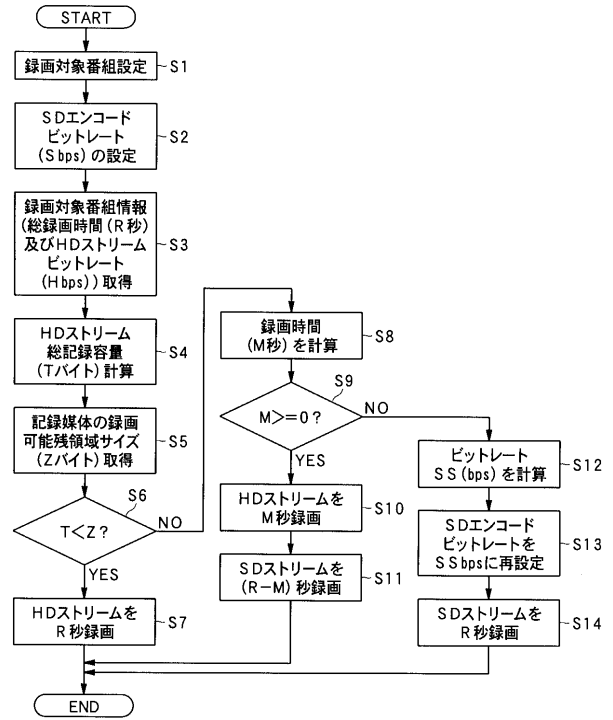 START
録画対象番組設定
S1
SDエンコード
ビットレート
(Sbps)の設定
S2
録画対象番組情報
(総録画時間(R秒)
及びHDストリーム
ビットレート
(Hbps))取得
S3
HDストリーム
総記録容量
(Tバイト)計算
S4
記録媒体の録画
可能残領域サイズ
(Zバイト)取得
S5
T<Z?
S6
NO
YES
HDストリームを
R秒録画
S7
録画時間
(M秒)を計算
S8
M>=0?
S9
NO
YES
HDストリームを
M秒録画
S10
SDストリームを
(R-M)秒録画
S11
ビットレート
SS(bps)を計算
S12
SDエンコード
ビットレートを
SSbpsに再設定
S13
SDストリームを
R秒録画
S14
END